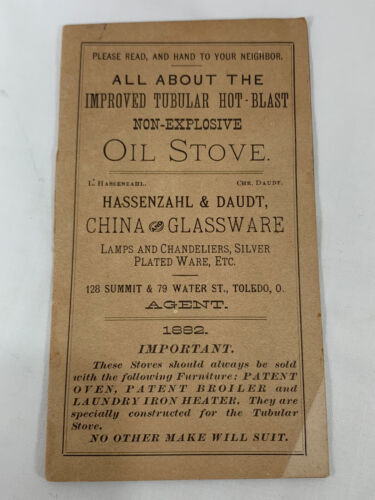 PLEASE READ, AND HAND TO YOUR NEIGHBOR.
ALL ABOUT THE
IMPROVED TUBULAR HOT-BLAST
NON-EXPLOSIVE
OIL STOVE.
L. HASSENZAHL. CHR. DAUDT.
HASSENZAHL & DAUDT,
CHINA AND GLASSWARE
LAMPS AND CHANDELIERS, SILVER
PLATED WARE, ETC.
128 SUMMIT & 79 WATER ST., TOLEDO, O.
AGENT.
1882.
IMPORTANT.
These Stoves should always be sold
with the following Furniture: PATENT
OVEN, PATENT BROILER and
LAUNDRY IRON HEATER. They are
specially constructed for the Tubular
Stove.
NO OTHER MAKE WILL SUIT.